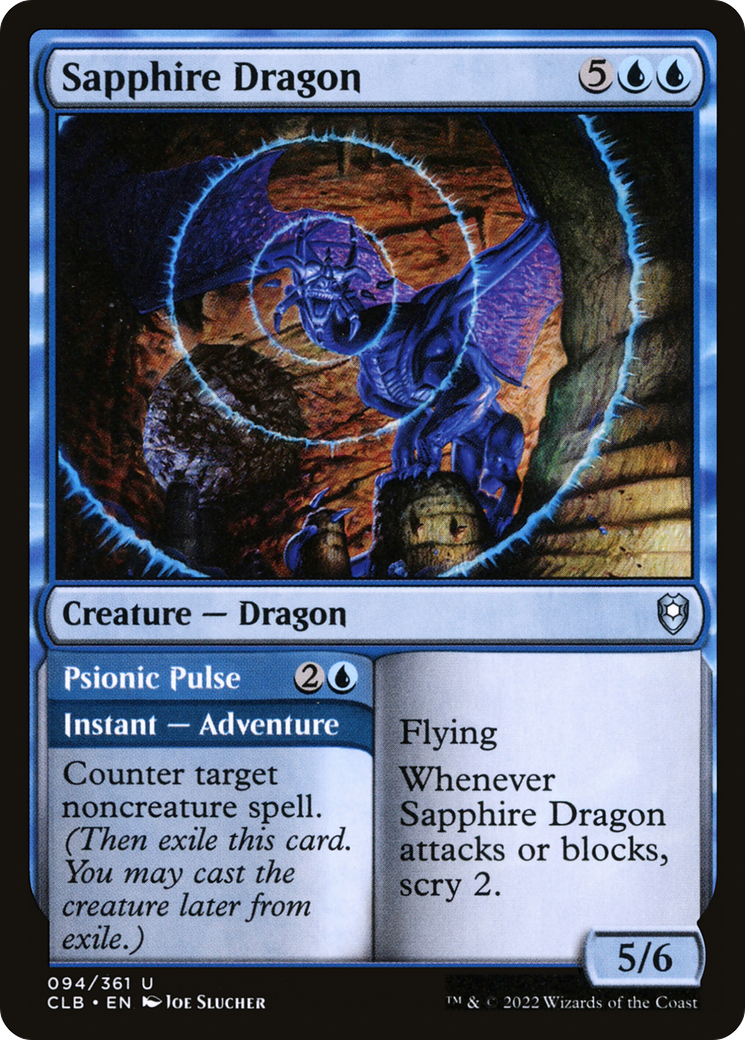 Sapphire Dragon 5
Creature — Dragon
Psionic Pulse 2
Instant — Adventure
Counter target
noncreature spell.
(Then exile this card.
You may cast the
creature later from
exile.)
Flying
Whenever
Sapphire Dragon
attacks or blocks,
scry 2.
5/6
094/361 U
CLB • EN Joe Slucher
™ & © 2022 Wizards of the Coast